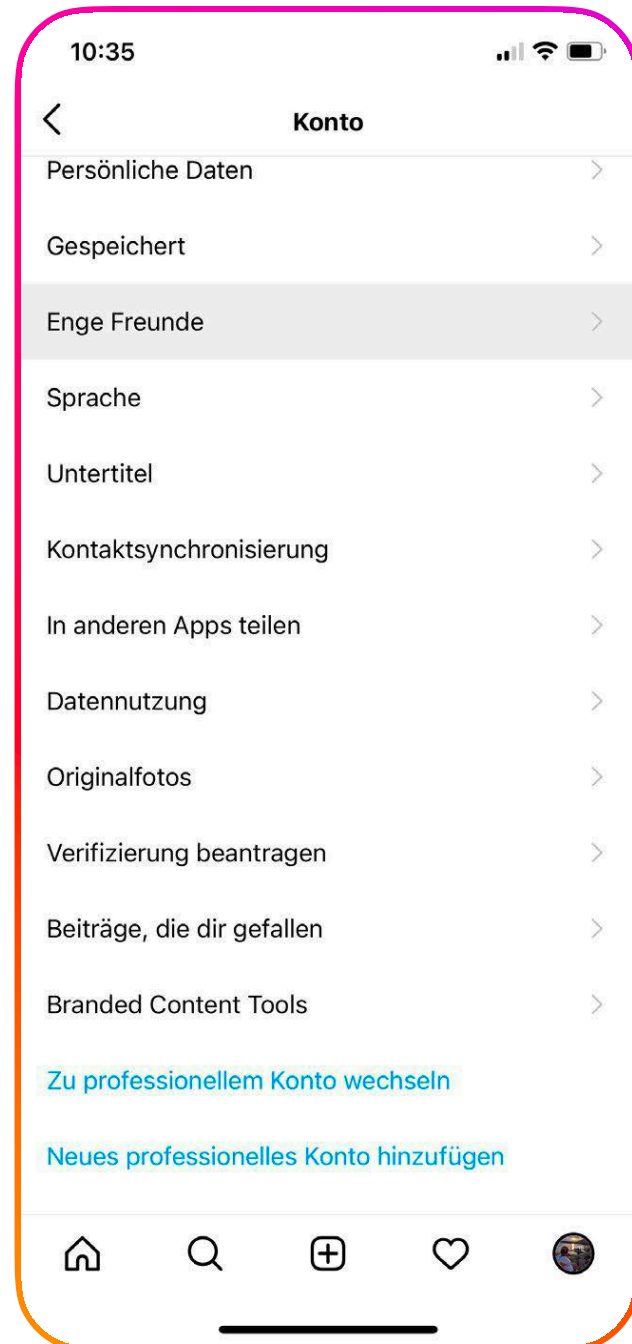 10:35
Konto
Persönliche Daten
Gespeichert
Enge Freunde
Sprache
Untertitel
Kontaktsynchronisierung
In anderen Apps teilen
Datennutzung
Originalfotos
Verifizierung beantragen
Beiträge, die dir gefallen
Branded Content Tools
Zu professionellem Konto wechseln
Neues professionelles Konto hinzufügen